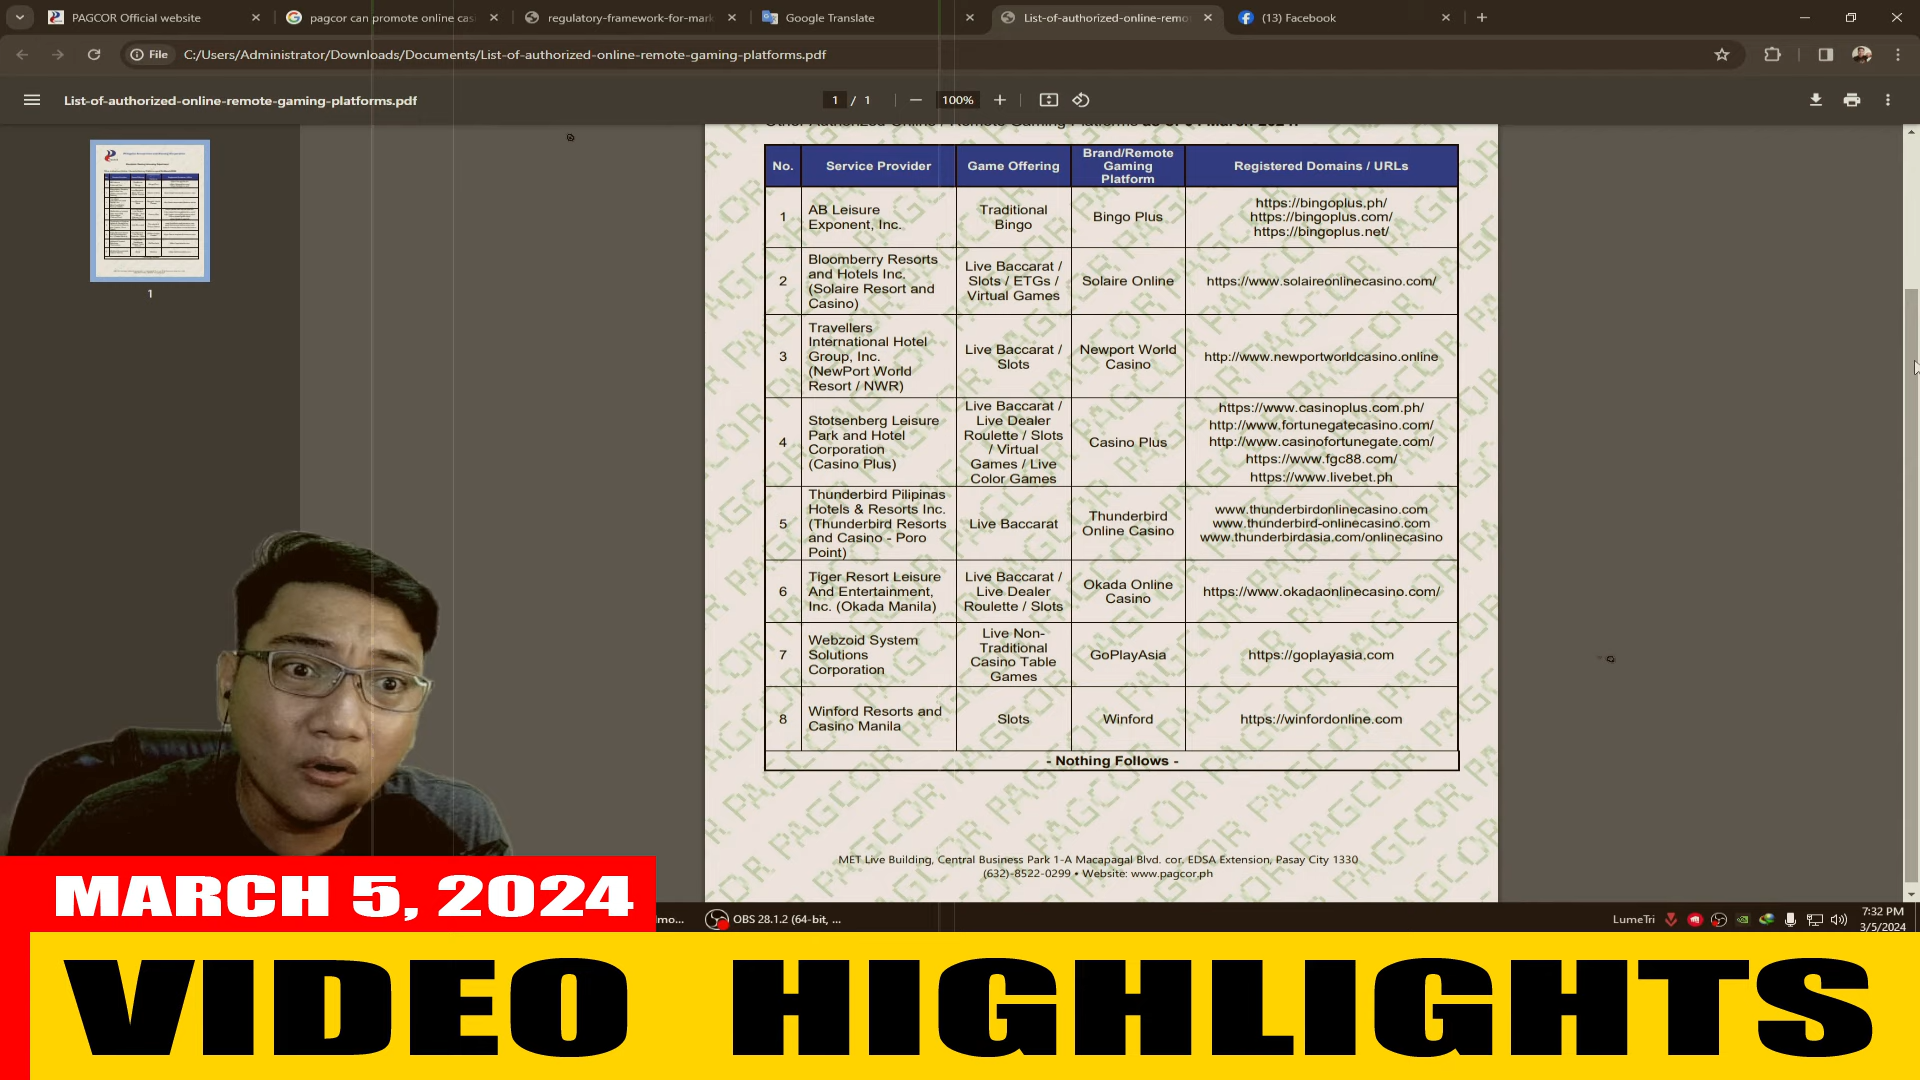 PAGCOR Official website
pagcor can promote online cas
regulatory-framework-for-mark
Google Translate
List-of-authorized-online-remo
(13) Facebook
File
C:/Users/Administrator/Downloads/Documents/List-of-authorized-online-remote-gaming-platforms.pdf
List-of-authorized-online-remote-gaming-platforms.pdf
1 / 1
100%
1
No.
Service Provider
Game Offering
Brand/Remote
Gaming
Platform
Registered Domains / URLs
1
AB Leisure
Exponent, Inc.
Traditional
Bingo
Bingo Plus
https://bingoplus.ph/
https://bingoplus.com/
https://bingoplus.net/
2
Bloomberry Resorts
and Hotels Inc.
(Solaire Resort and
Casino)
Live Baccarat /
Slots / ETGs /
Virtual Games
Solaire Online
https://www.solaireonlinecasino.com/
3
Travellers
International Hotel
Group, Inc.
(NewPort World
Resort / NWR)
Live Baccarat /
Slots
Newport World
Casino
http://www.newportworldcasino.online
4
Stotsenberg Leisure
Park and Hotel
Corporation
(Casino Plus)
Live Baccarat /
Live Dealer
Roulette / Slots
/ Virtual
Games / Live
Color Games
Casino Plus
https://www.casinoplus.com.ph/
http://www.fortunegatecasino.com/
http://www.casinofortunegate.com/
https://www.fgc88.com/
https://www.livebet.ph
5
Thunderbird Pilipinas
Hotels & Resorts Inc.
(Thunderbird Resorts
and Casino - Poro
Point)
Live Baccarat
Thunderbird
Online Casino
www.thunderbirdonlinecasino.com
www.thunderbird-onlinecasino.com
www.thunderbirdasia.com/onlinecasino
6
Tiger Resort Leisure
And Entertainment,
Inc. (Okada Manila)
Live Baccarat /
Live Dealer
Roulette / Slots
Okada Online
Casino
https://www.okadaonlinecasino.com/
7
Webzoid System
Solutions
Corporation
Live Non-
Traditional
Casino Table
Games
GoPlayAsia
https://goplayasia.com
8
Winford Resorts and
Casino Manila
Slots
Winford
https://winfordonline.com
- Nothing Follows -
MET Live Building, Central Business Park 1-A Macapagal Blvd. cor. EDSA Extension, Pasay City 1330
(632)-8522-0299 • Website: www.pagcor.ph
OBS 28.1.2 (64-bit, ...
LumeTri
7:32 PM
3/5/2024
MARCH 5, 2024
VIDEO HIGHLIGHTS